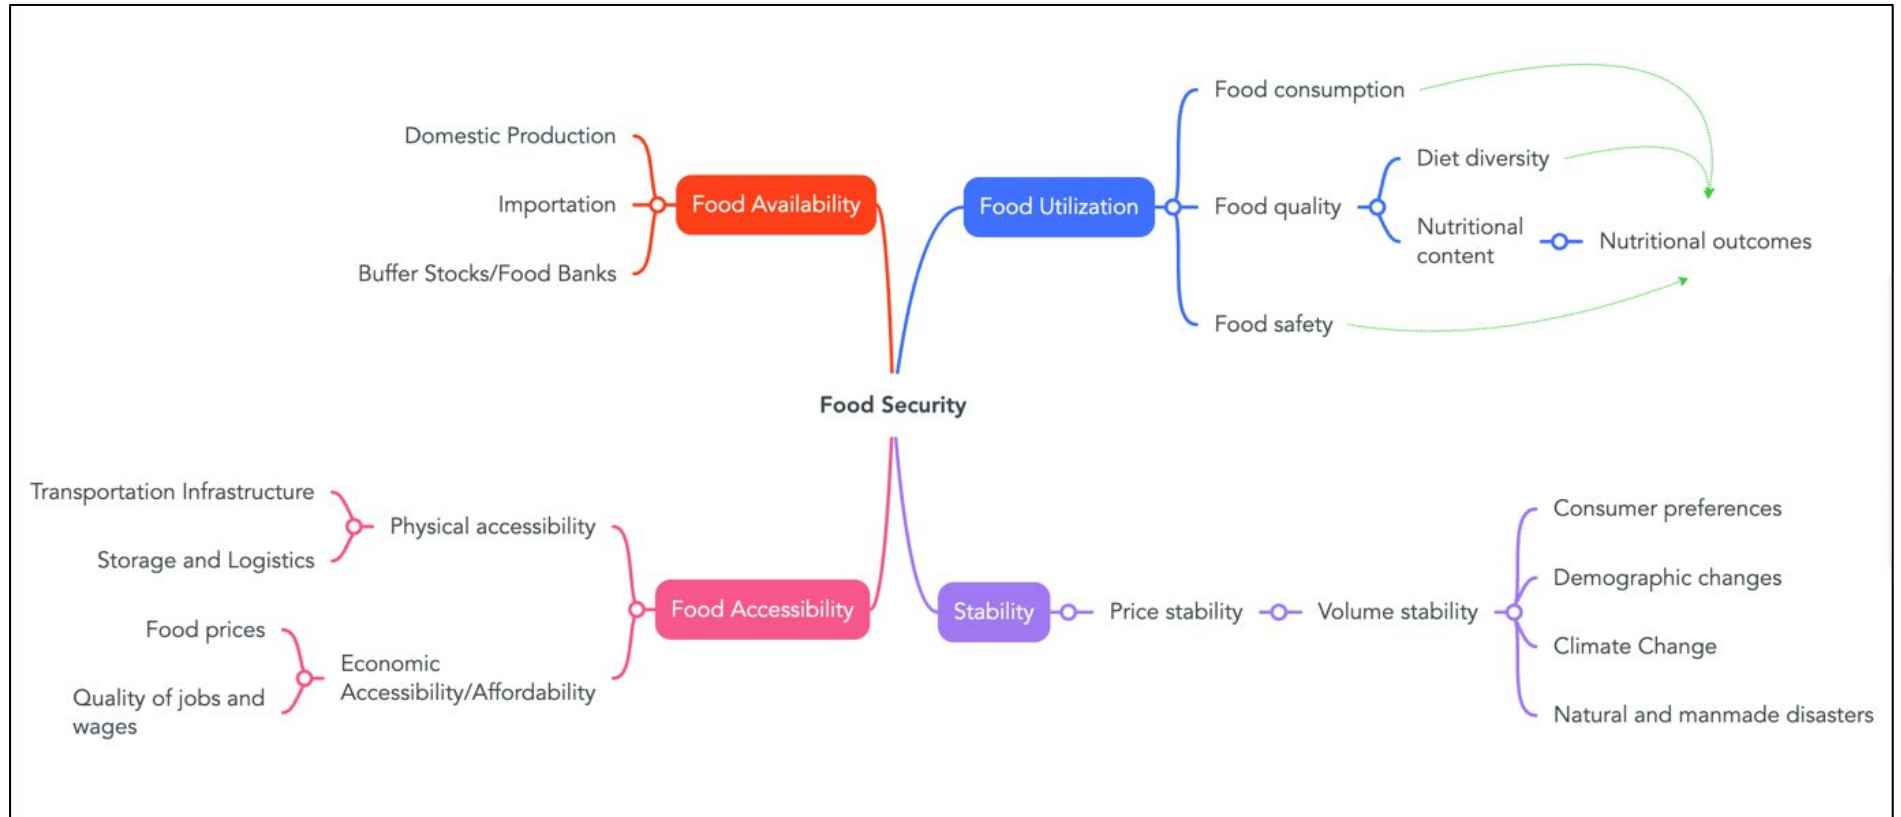 Food Security
Food Availability
Domestic Production
Importation
Buffer Stocks/Food Banks
Food Utilization
Food consumption
Food quality
Diet diversity
Nutritional
content
Nutritional outcomes
Food safety
Food Accessibility
Physical accessibility
Transportation Infrastructure
Storage and Logistics
Economic
Accessibility/Affordability
Food prices
Quality of jobs and
wages
Stability
Price stability
Volume stability
Consumer preferences
Demographic changes
Climate Change
Natural and manmade disasters